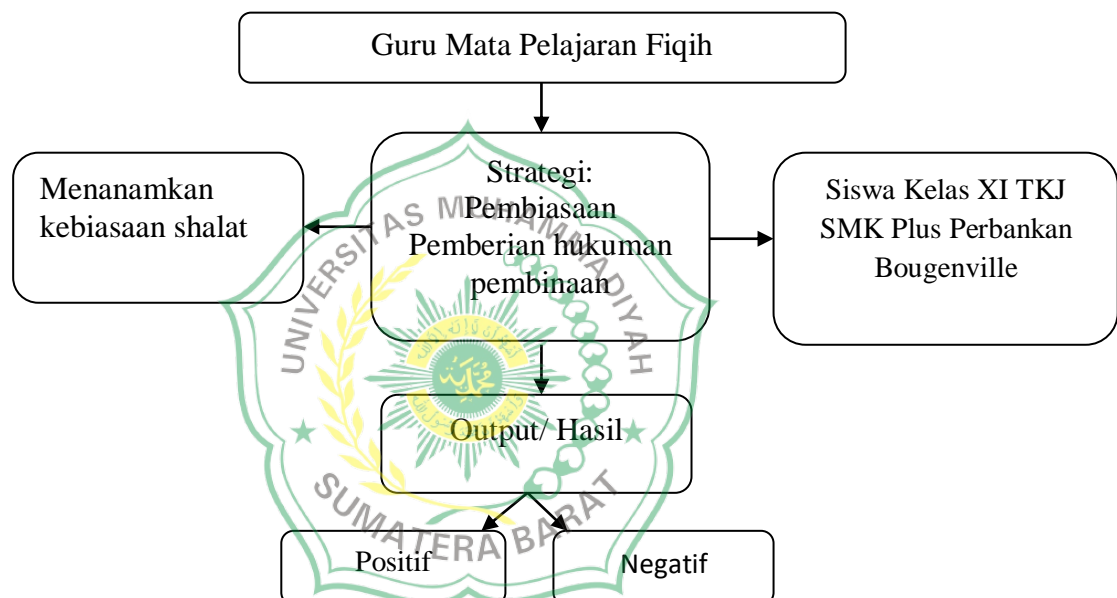 Guru Mata Pelajaran Fiqih
Menanamkan
kebiasaan shalat
Strategi:
Pembiasaan
Pemberian hukuman
pembinaan
Siswa Kelas XI TKJ
SMK Plus Perbankan
Bougenville
UNIVERSITAS MUHAMMADIYAH
Output/ Hasil
SUMATERA BARAT
Positif
Negatif